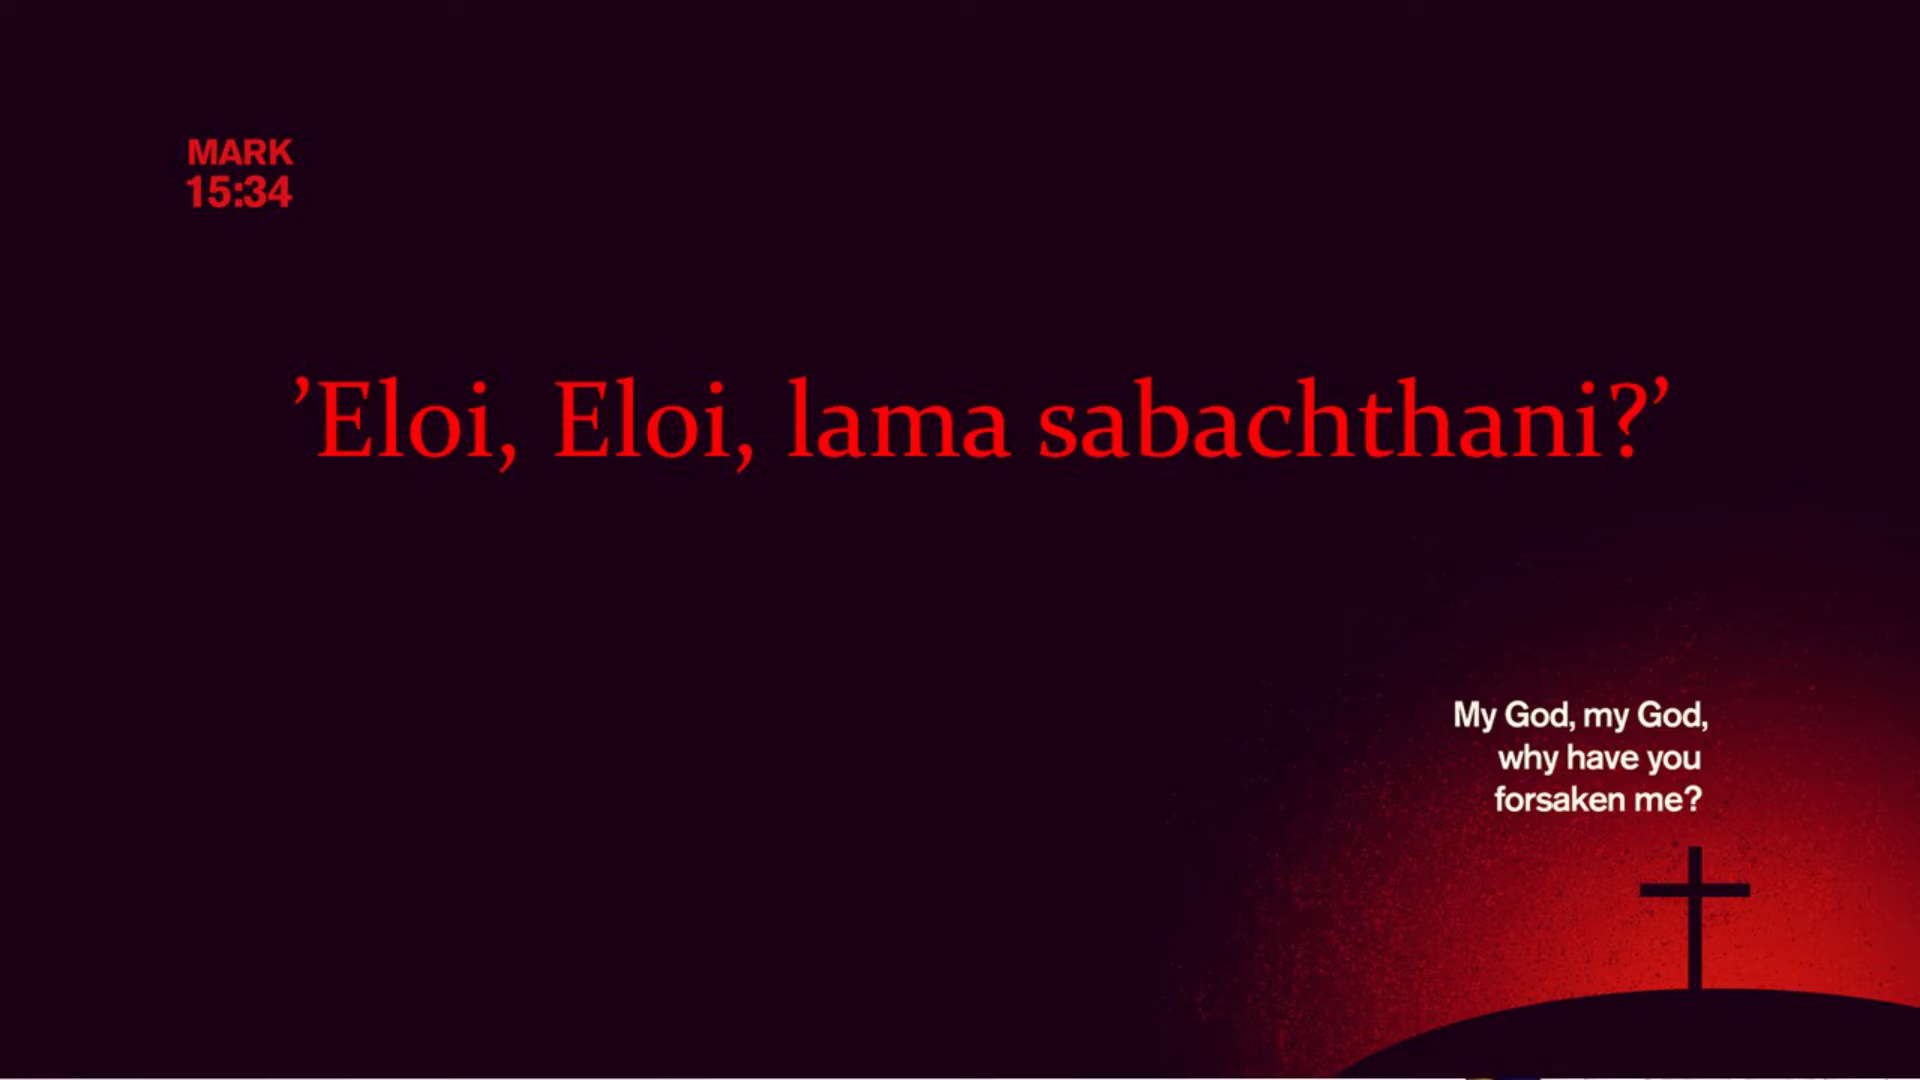 MARK
15:34
’Eloi, Eloi, lama sabachthani?’
My God, my God,
why have you
forsaken me?